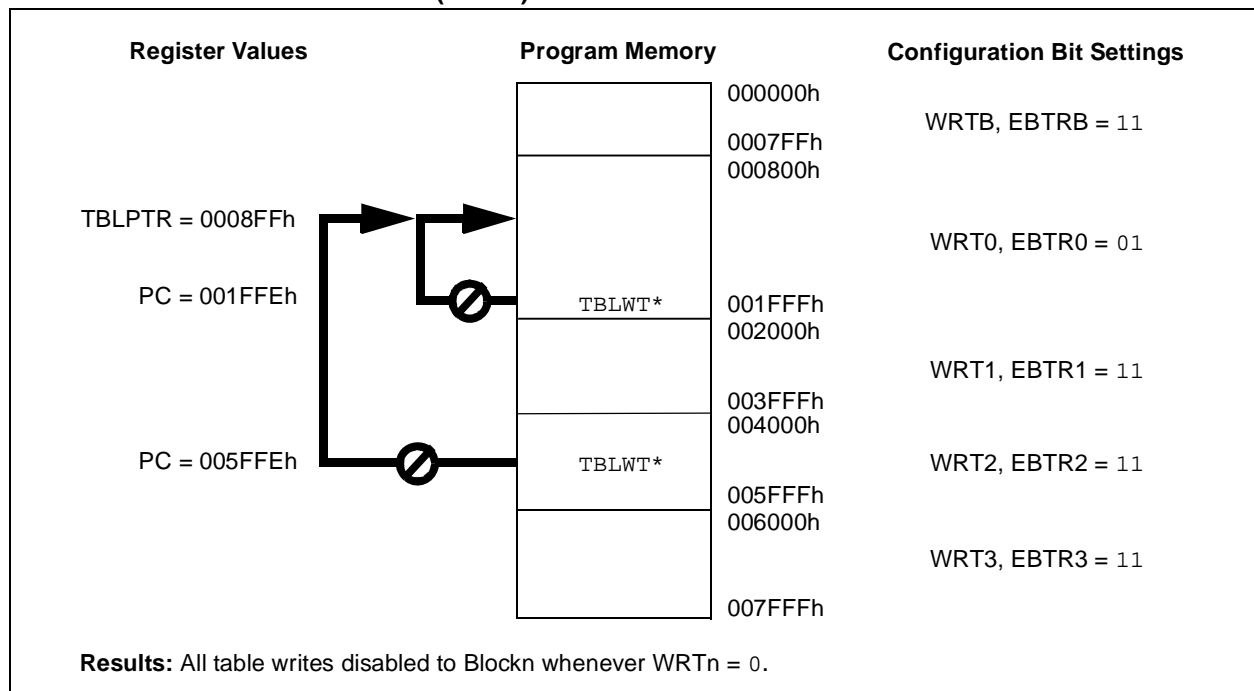 Register Values Program Memory Configuration Bit Settings
000000h
WRTB, EBTRB = 11
0007FFh
000800h
TBLPTR = 0008FFh
WRT0, EBTR0 = 01
PC = 001FFEh TBLWT* 001FFFh
002000h
WRT1, EBTR1 = 11
003FFFh
004000h
PC = 005FFEh TBLWT* WRT2, EBTR2 = 11
005FFFh
006000h
WRT3, EBTR3 = 11
007FFFh
Results: All table writes disabled to Blockn whenever WRTn = 0.